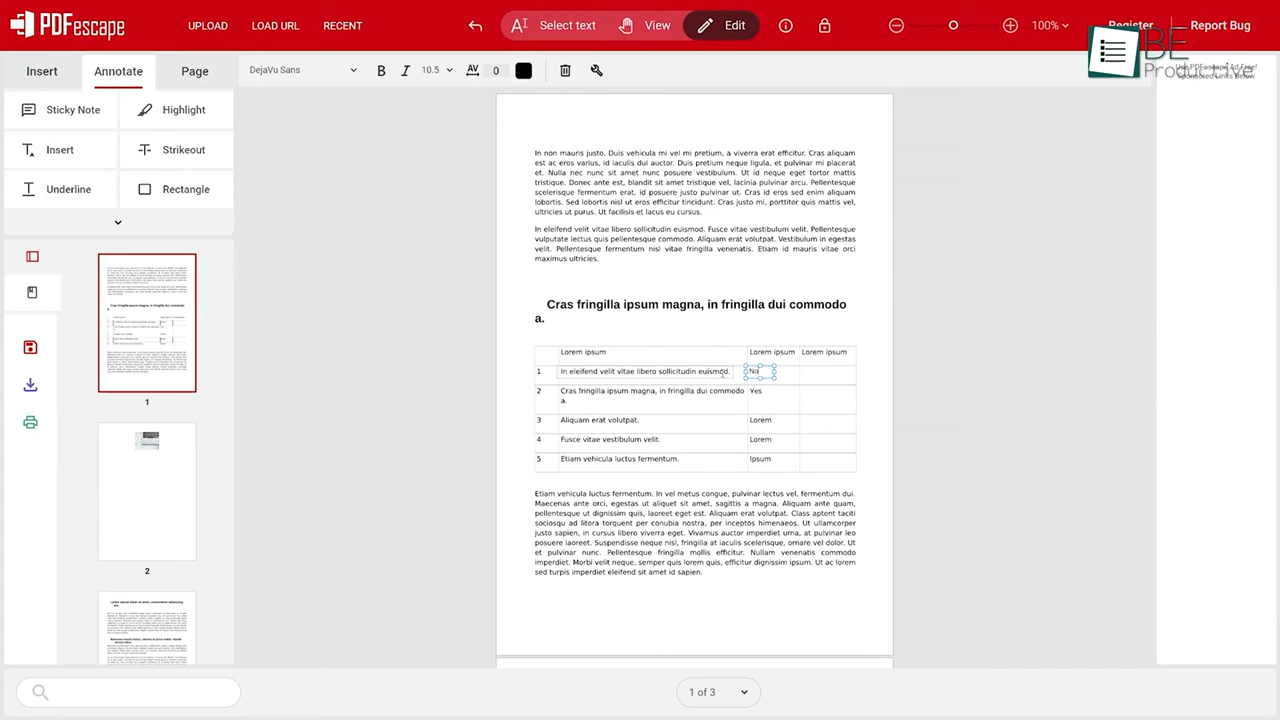 PDFescape
UPLOAD
LOAD URL
RECENT
Select text
View
Edit
100%
Register
Report Bug
BE
Productive
Use PDFescape Ad Free!
Sponsored Links Below
Insert
Annotate
Page
DejaVu Sans
B
I
10.5
0
Sticky Note
Highlight
Insert
Strikeout
Underline
Rectangle
1
2
In non mauris justo. Duis vehicula mi vel mi pretium, a viverra erat efficitur. Cras aliquam
est ac eros varius, id iaculis dui auctor. Duis pretium neque ligula, et pulvinar mi placerat
et. Nulla nec nunc sit amet nunc posuere vestibulum. Ut id neque eget tortor mattis
tristique. Donec ante est, blandit sit amet tristique vel, lacinia pulvinar arcu. Pellentesque
scelerisque fermentum erat, id posuere justo pulvinar ut. Cras id eros sed enim aliquam
lobortis. Sed lobortis nisl ut eros efficitur tincidunt. Cras justo mi, porttitor quis mattis vel,
ultricies ut purus. Ut facilisis et lacus eu cursus.
In eleifend velit vitae libero sollicitudin euismod. Fusce vitae vestibulum velit. Pellentesque
vulputate lectus quis pellentesque commodo. Aliquam erat volutpat. Vestibulum in egestas
velit. Pellentesque fermentum nisl vitae fringilla venenatis. Etiam id mauris vitae orci
maximus ultricies.
Cras fringilla ipsum magna, in fringilla dui commodo
a.
Lorem ipsum Lorem ipsum Lorem ipsum
1 In eleifend velit vitae libero sollicitudin euismod. No
2 Cras fringilla ipsum magna, in fringilla dui commodo Yes
a.
3 Aliquam erat volutpat. Lorem
4 Fusce vitae vestibulum velit. Lorem
5 Etiam vehicula luctus fermentum. Ipsum
Etiam vehicula luctus fermentum. In vel metus congue, pulvinar lectus vel, fermentum dui.
Maecenas ante orci, egestas ut aliquet sit amet, sagittis a magna. Aliquam ante quam,
pellentesque ut dignissim quis, laoreet eget est. Aliquam erat volutpat. Class aptent taciti
sociosqu ad litora torquent per conubia nostra, per inceptos himenaeos. Ut ullamcorper
justo sapien, in cursus libero viverra eget. Vivamus auctor imperdiet urna, at pulvinar leo
posuere laoreet. Suspendisse neque nisl, fringilla at iaculis scelerisque, ornare vel dolor. Ut
et pulvinar nunc. Pellentesque fringilla mollis efficitur. Nullam venenatis commodo
imperdiet. Morbi velit neque, semper quis lorem quis, efficitur dignissim ipsum. Ut ac lorem
sed turpis imperdiet eleifend sit amet id sapien.
1 of 3